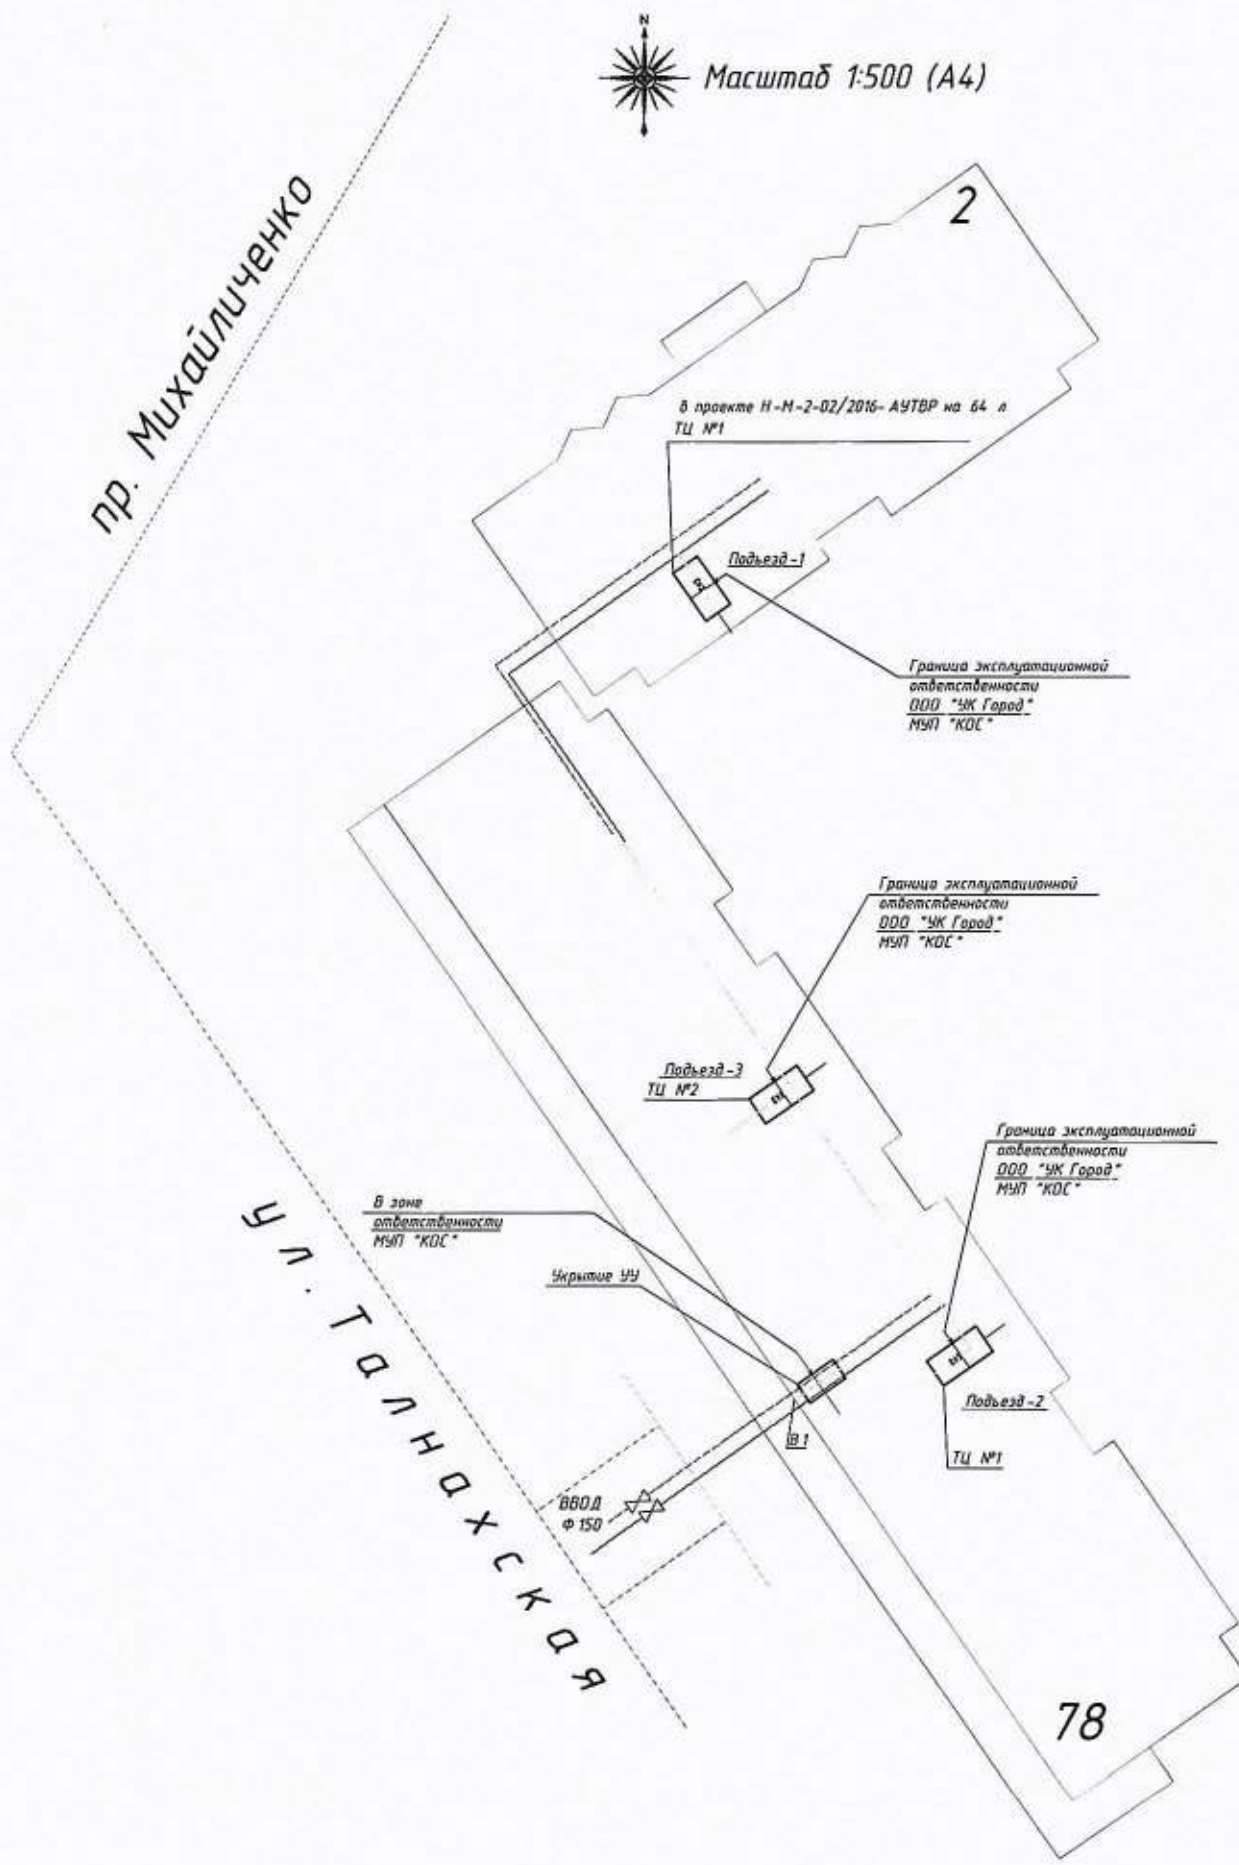 N
Масштаб 1:500 (А4)
2
пр. Михайличенко
в проекте Н-М-2-02/2016- АУТВР на 64 л
ТЦ №1
Подъезд-1
Граница эксплуатационной
ответственности
ООО "УК Город"
МУП "КОС"
Граница эксплуатационной
ответственности
ООО "УК Город"
МУП "КОС"
Подъезд-3
ТЦ №2
Граница эксплуатационной
ответственности
ООО "УК Город"
МУП "КОС"
В зоне
ответственности
МУП "КОС"
Укрытие УУ
ул. Талнахская
Подъезд-2
В1
ТЦ №1
ВВОД
Ф 150
78